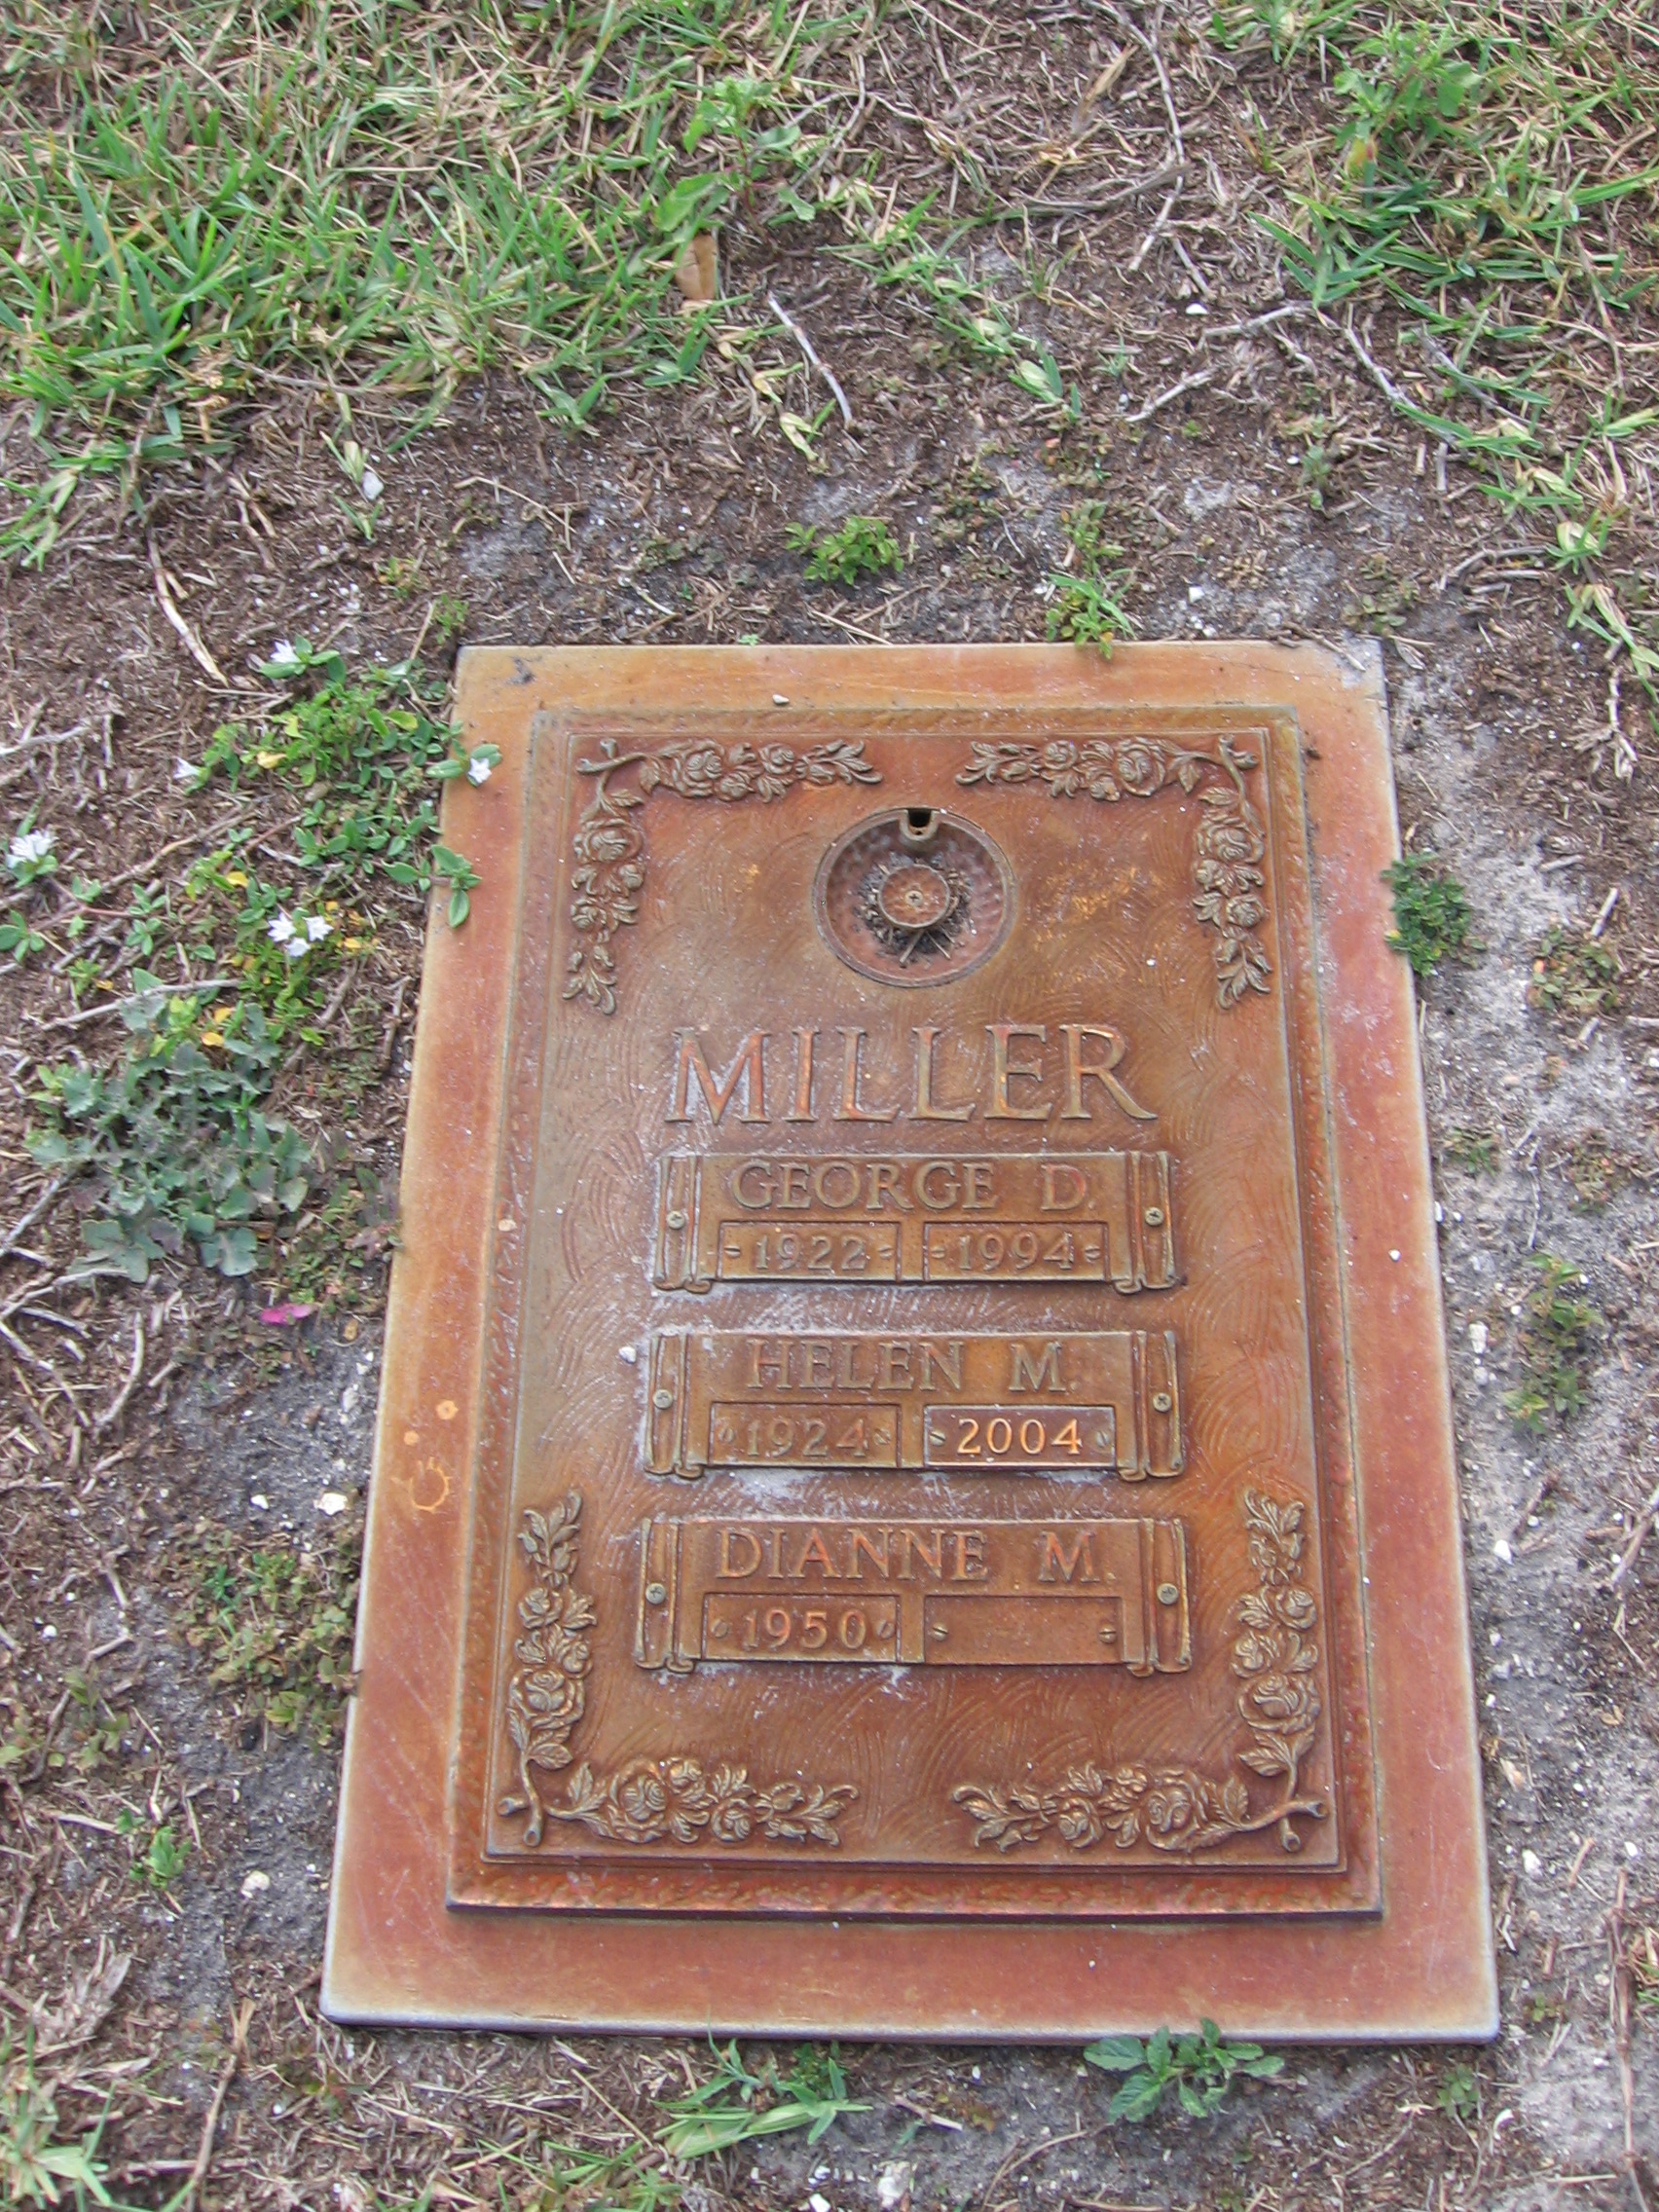 MILLER
GEORGE D.
1922 1994
HELEN M.
1924 2004
DIANNE M.
1950